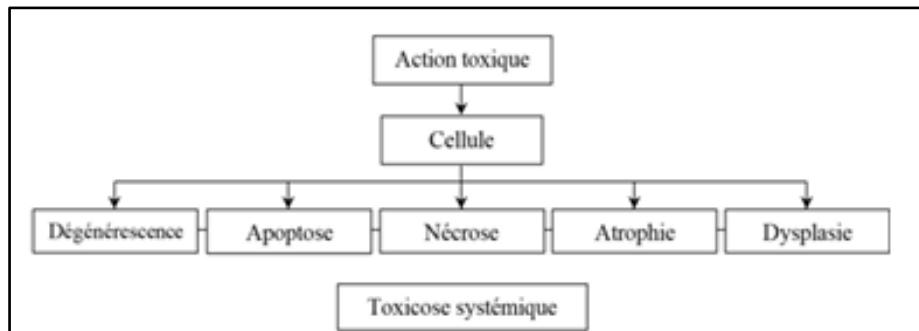 Action toxique
Cellule
Dégénérescence
Apoptose
Nécrose
Atrophie
Dysplasie
Toxicose systémique